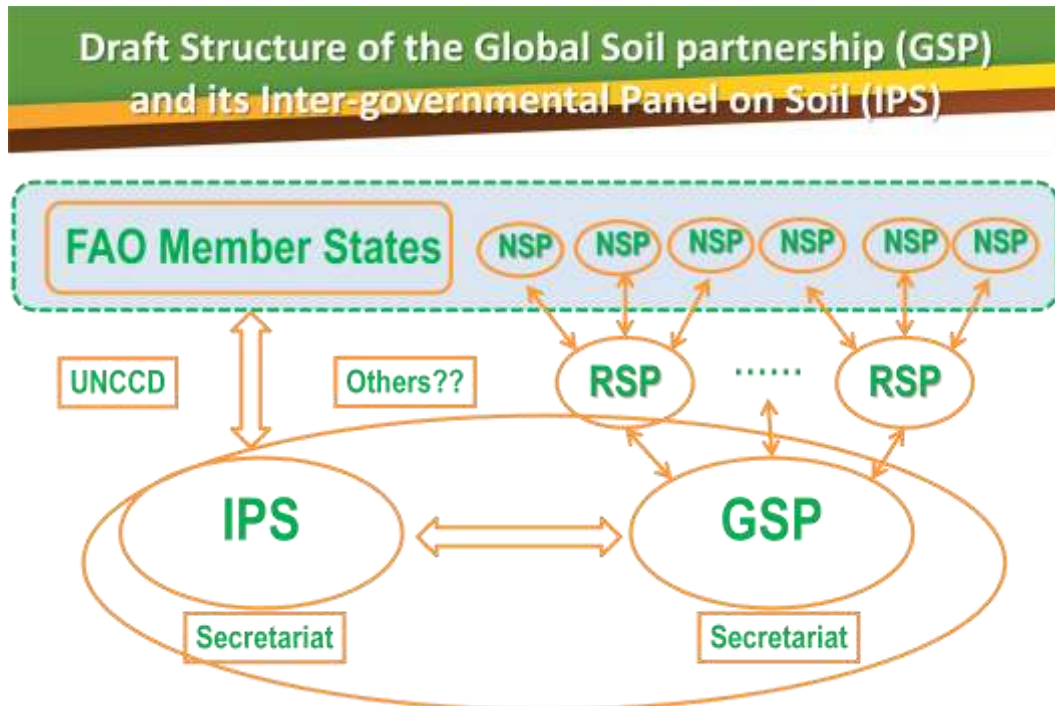 Draft Structure of the Global Soil partnership (GSP)
and its Inter-governmental Panel on Soil (IPS)
FAO Member States
NSP
NSP
NSP
NSP
NSP
NSP
UNCCD
Others??
RSP
......
RSP
IPS
GSP
Secretariat
Secretariat